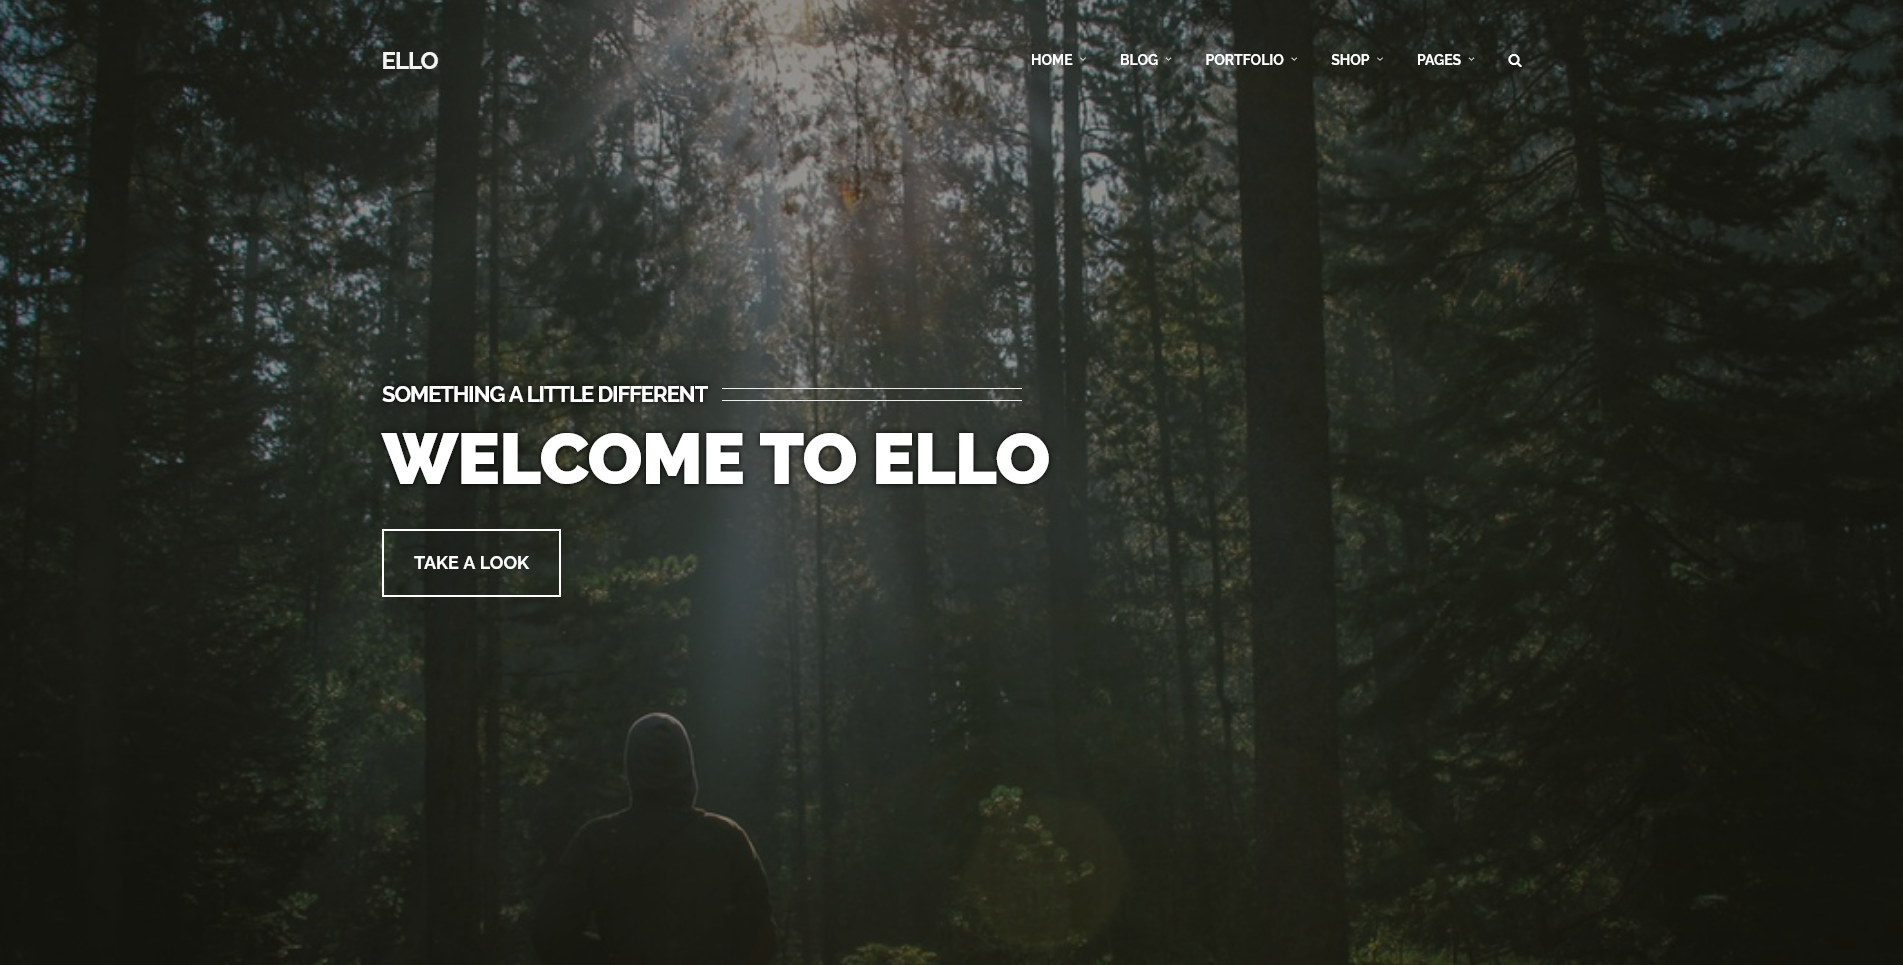 ELLO
HOME BLOG PORTFOLIO SHOP PAGES
SOMETHING A LITTLE DIFFERENT
WELCOME TO ELLO
TAKE A LOOK